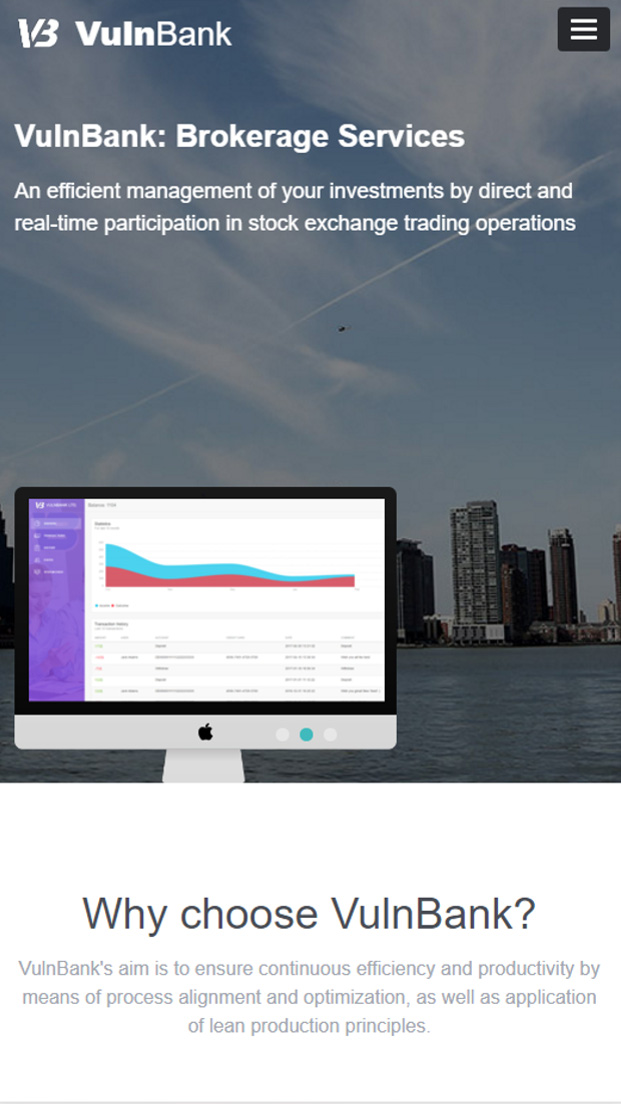 VB VulnBank
VulnBank: Brokerage Services
An efficient management of your investments by direct and
real-time participation in stock exchange trading operations
Why choose VulnBank?
VulnBank's aim is to ensure continuous efficiency and productivity by
means of process alignment and optimization, as well as application
of lean production principles.